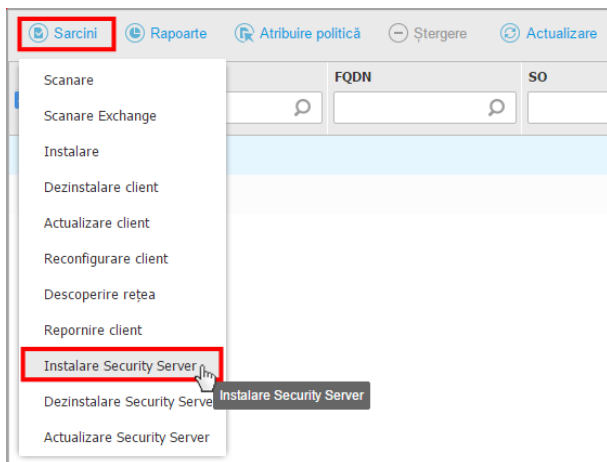 Sarcini Rapoarte Atribuire politică Ștergere Actualizare
FQDN SO
Scanare
Scanare Exchange
Instalare
Dezinstalare client
Actualizare client
Reconfigurare client
Descoperire rețea
Repornire client
Instalare Security Server
Instalare Security Server
Dezinstalare Security Serve
Actualizare Security Server